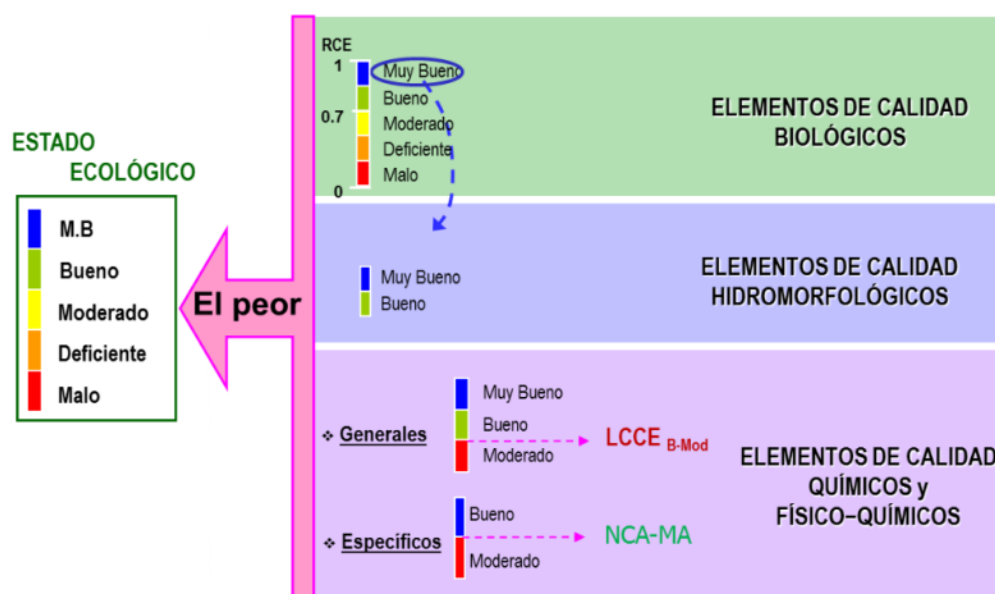 ESTADO
ECOLÓGICO
M.B
Bueno
Moderado
Deficiente
Malo
El peor
RCE
1
0.7
0
Muy Bueno
Bueno
Moderado
Deficiente
Malo
ELEMENTOS DE CALIDAD
BIOLÓGICOS
Muy Bueno
Bueno
ELEMENTOS DE CALIDAD
HIDROMORFOLÓGICOS
❖ Generales
Muy Bueno
Bueno
Moderado
LCCE B-Mod
❖ Específicos
Bueno
Moderado
NCA-MA
ELEMENTOS DE CALIDAD
QUÍMICOS y
FÍSICO-QUÍMICOS